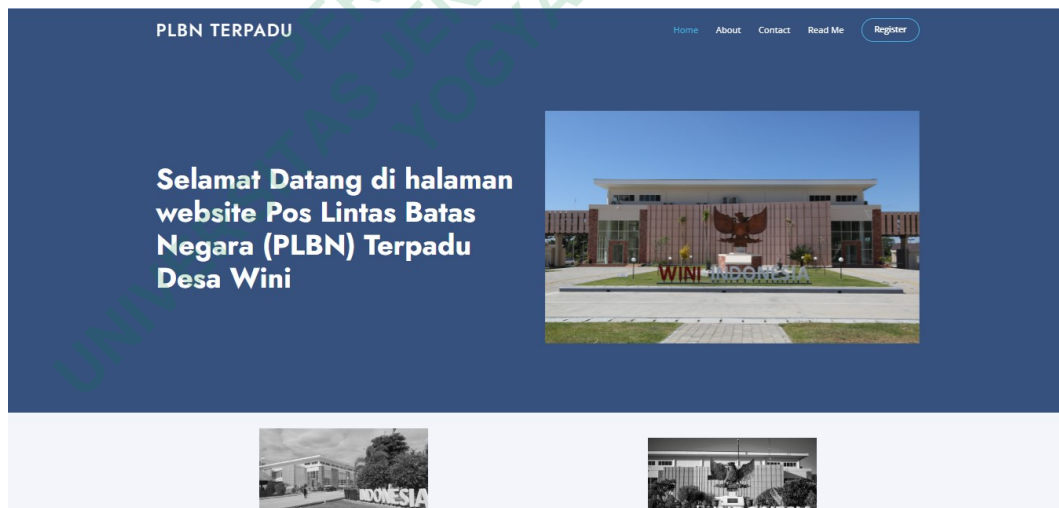 PLBN TERPADU
Home About Contact Read Me Register
Selamat Datang di halaman
website Pos Lintas Batas
Negara (PLBN) Terpadu
Desa Wini
WINI INDONESIA
INDONESIA